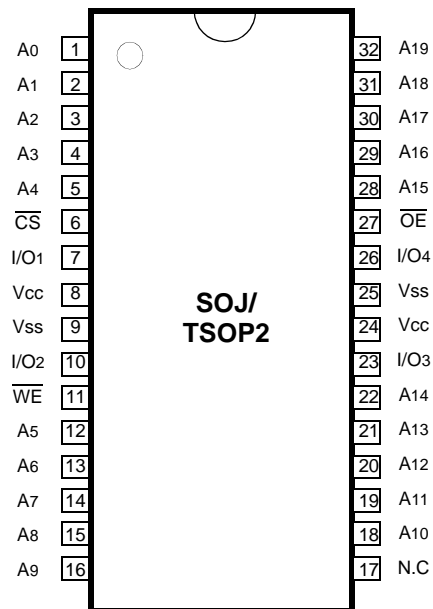 A0 1 32 A19
A1 2 31 A18
A2 3 30 A17
A3 4 29 A16
A4 5 28 A15
CS 6 27 OE
I/O1 7 26 I/O4
Vcc 8 25 Vss
SOJ/
TSOP2
Vss 9 24 Vcc
I/O2 10 23 I/O3
WE 11 22 A14
A5 12 21 A13
A6 13 20 A12
A7 14 19 A11
A8 15 18 A10
A9 16 17 N.C